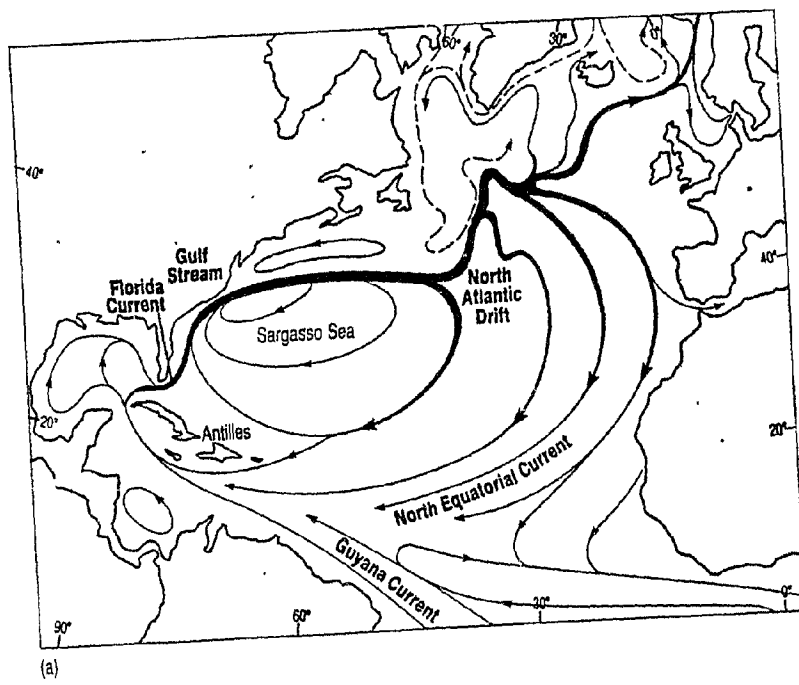 60°
30°
0°
40°
Gulf
Stream
Florida
Current
North
Atlantic
Drift
40°
Sargasso Sea
20°
Antilles
20°
North Equatorial Current
Guyana Current
90°
60°
30°
0°
(a)